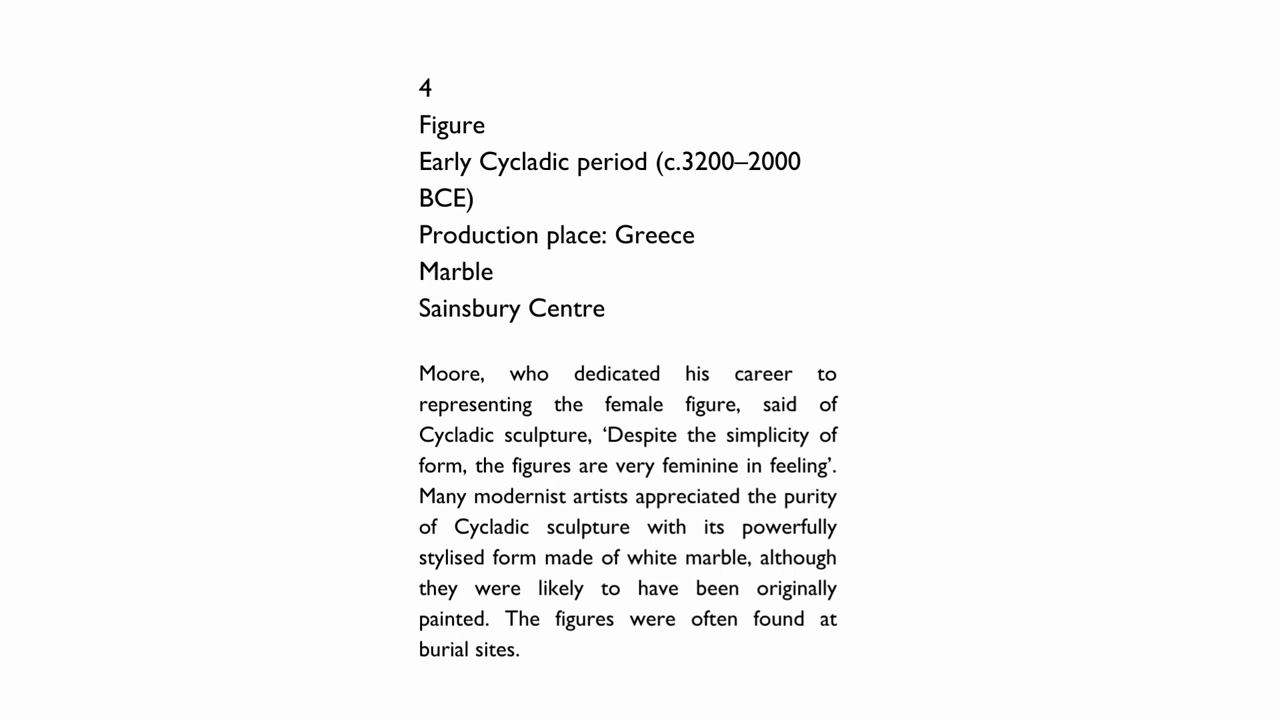 4
Figure
Early Cycladic period (c.3200–2000
BCE)
Production place: Greece
Marble
Sainsbury Centre
Moore, who dedicated his career to
representing the female figure, said of
Cycladic sculpture, ‘Despite the simplicity of
form, the figures are very feminine in feeling’.
Many modernist artists appreciated the purity
of Cycladic sculpture with its powerfully
stylised form made of white marble, although
they were likely to have been originally
painted. The figures were often found at
burial sites.